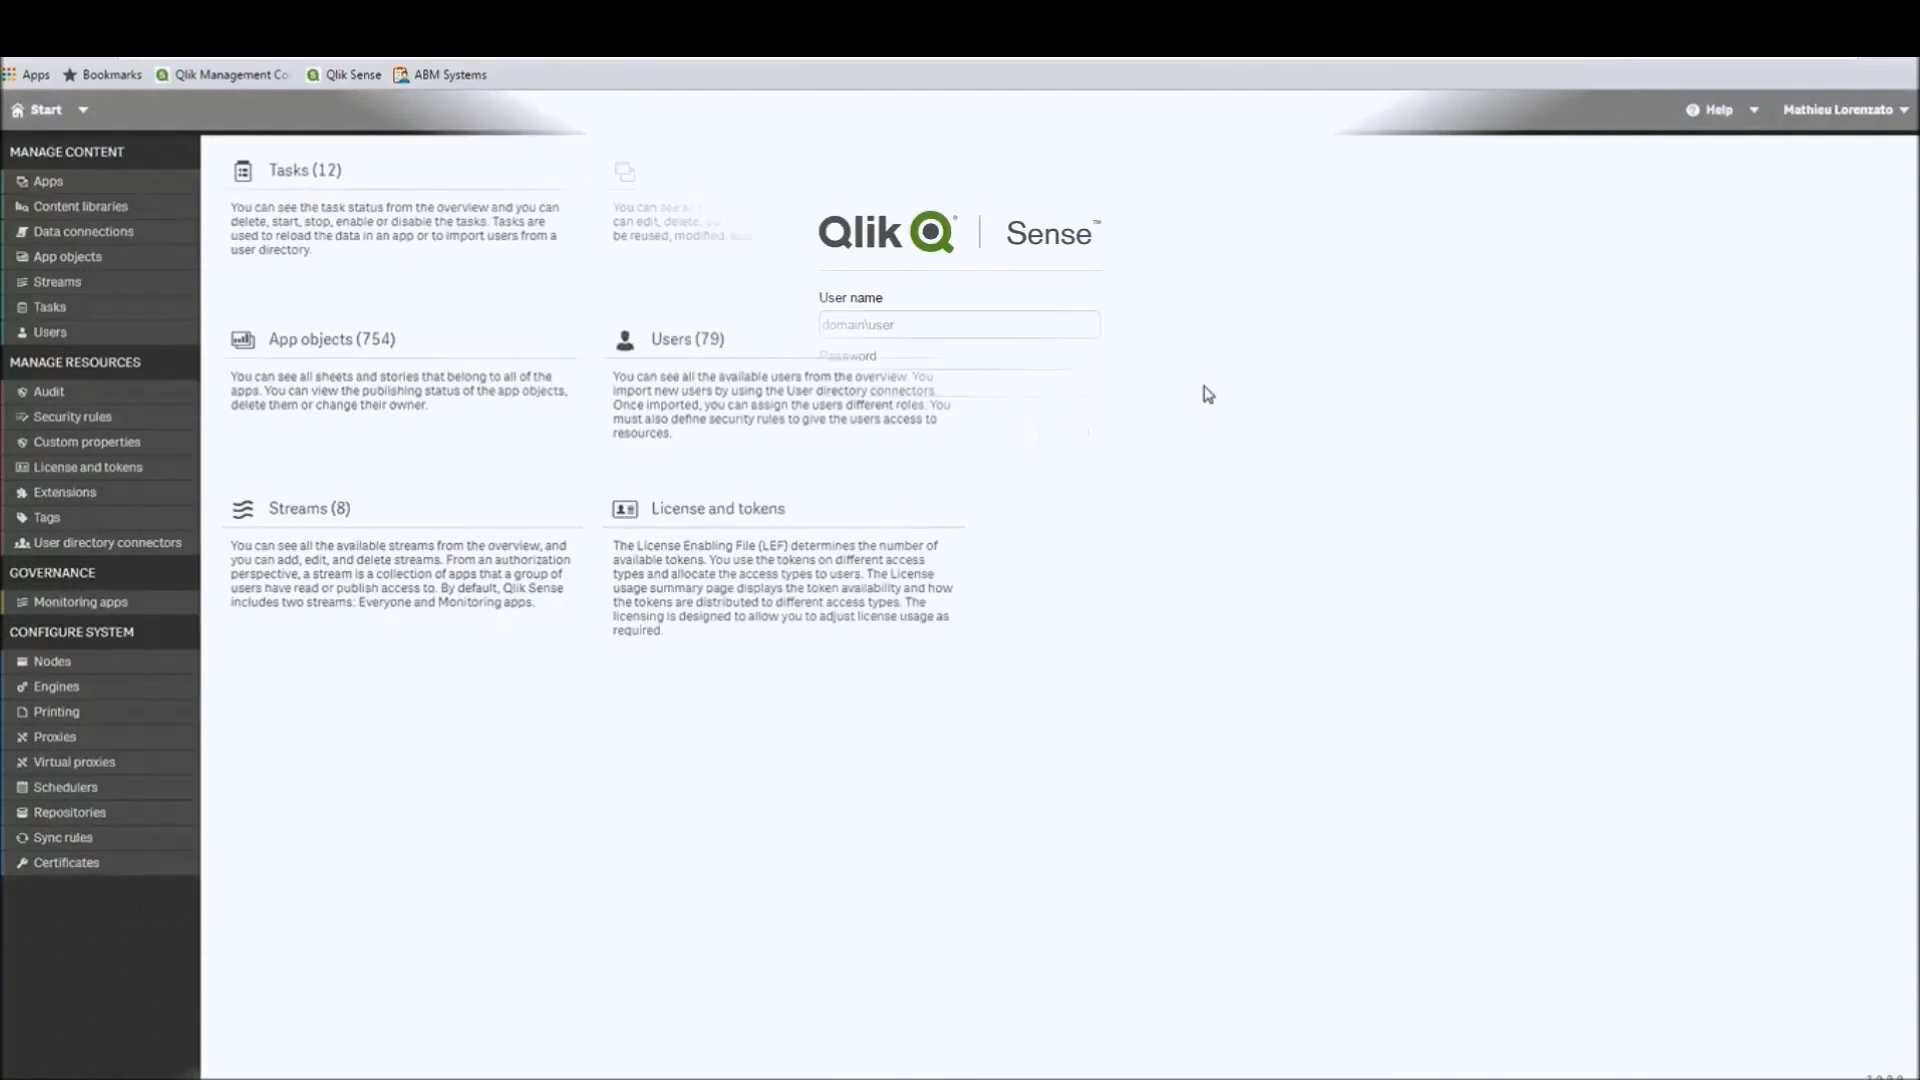 Apps
Bookmarks
Qlik Management Co
Qlik Sense
ABM Systems
Start
Help
Mathieu Lorenzato
MANAGE CONTENT
Apps
Content libraries
Data connections
App objects
Streams
Tasks
Users
MANAGE RESOURCES
Audit
Security rules
Custom properties
License and tokens
Extensions
Tags
User directory connectors
GOVERNANCE
Monitoring apps
CONFIGURE SYSTEM
Nodes
Engines
Printing
Proxies
Virtual proxies
Schedulers
Repositories
Sync rules
Certificates
Tasks (12)
You can see the task status from the overview and you can
delete, start, stop, enable or disable the tasks. Tasks are
used to reload the data in an app or to import users from a
user directory.
You can see
can edit, delete,
be reused, modified,
Qlik Q | Sense™
User name
domain\user
Password
App objects (754)
You can see all sheets and stories that belong to all of the
apps. You can view the publishing status of the app objects,
delete them or change their owner.
Users (79)
You can see all the available users from the overview. You
import new users by using the User directory connectors.
Once imported, you can assign the users different roles. You
must also define security rules to give the users access to
resources.
Streams (8)
You can see all the available streams from the overview, and
you can add, edit, and delete streams. From an authorization
perspective, a stream is a collection of apps that a group of
users have read or publish access to. By default, Qlik Sense
includes two streams: Everyone and Monitoring apps.
License and tokens
The License Enabling File (LEF) determines the number of
available tokens. You use the tokens on different access
types and allocate the access types to users. The License
usage summary page displays the token availability and how
the tokens are distributed to different access types. The
licensing is designed to allow you to adjust license usage as
required.